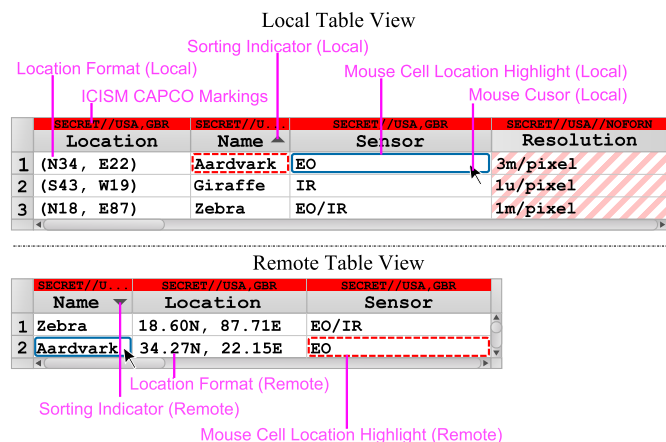 Local Table View
Sorting Indicator (Local)
Location Format (Local)
Mouse Cell Location Highlight (Local)
ICISM CAPCO Markings
Mouse Cusor (Local)
SECRET//USA,GBR SECRET//U... SECRET//USA,GBR SECRET//USA//NOFORN
Location Name Sensor Resolution
1 (N34, E22) Aardvark EO 3m/pixel
2 (S43, W19) Giraffe IR 1u/pixel
3 (N18, E87) Zebra EO/IR 1m/pixel
Remote Table View
SECRET//U... SECRET//USA,GBR SECRET//USA,GBR
Name Location Sensor
1 Zebra 18.60N, 87.71E EO/IR
2 Aardvark 34.27N, 22.15E EO
Location Format (Remote)
Sorting Indicator (Remote)
Mouse Cell Location Highlight (Remote)